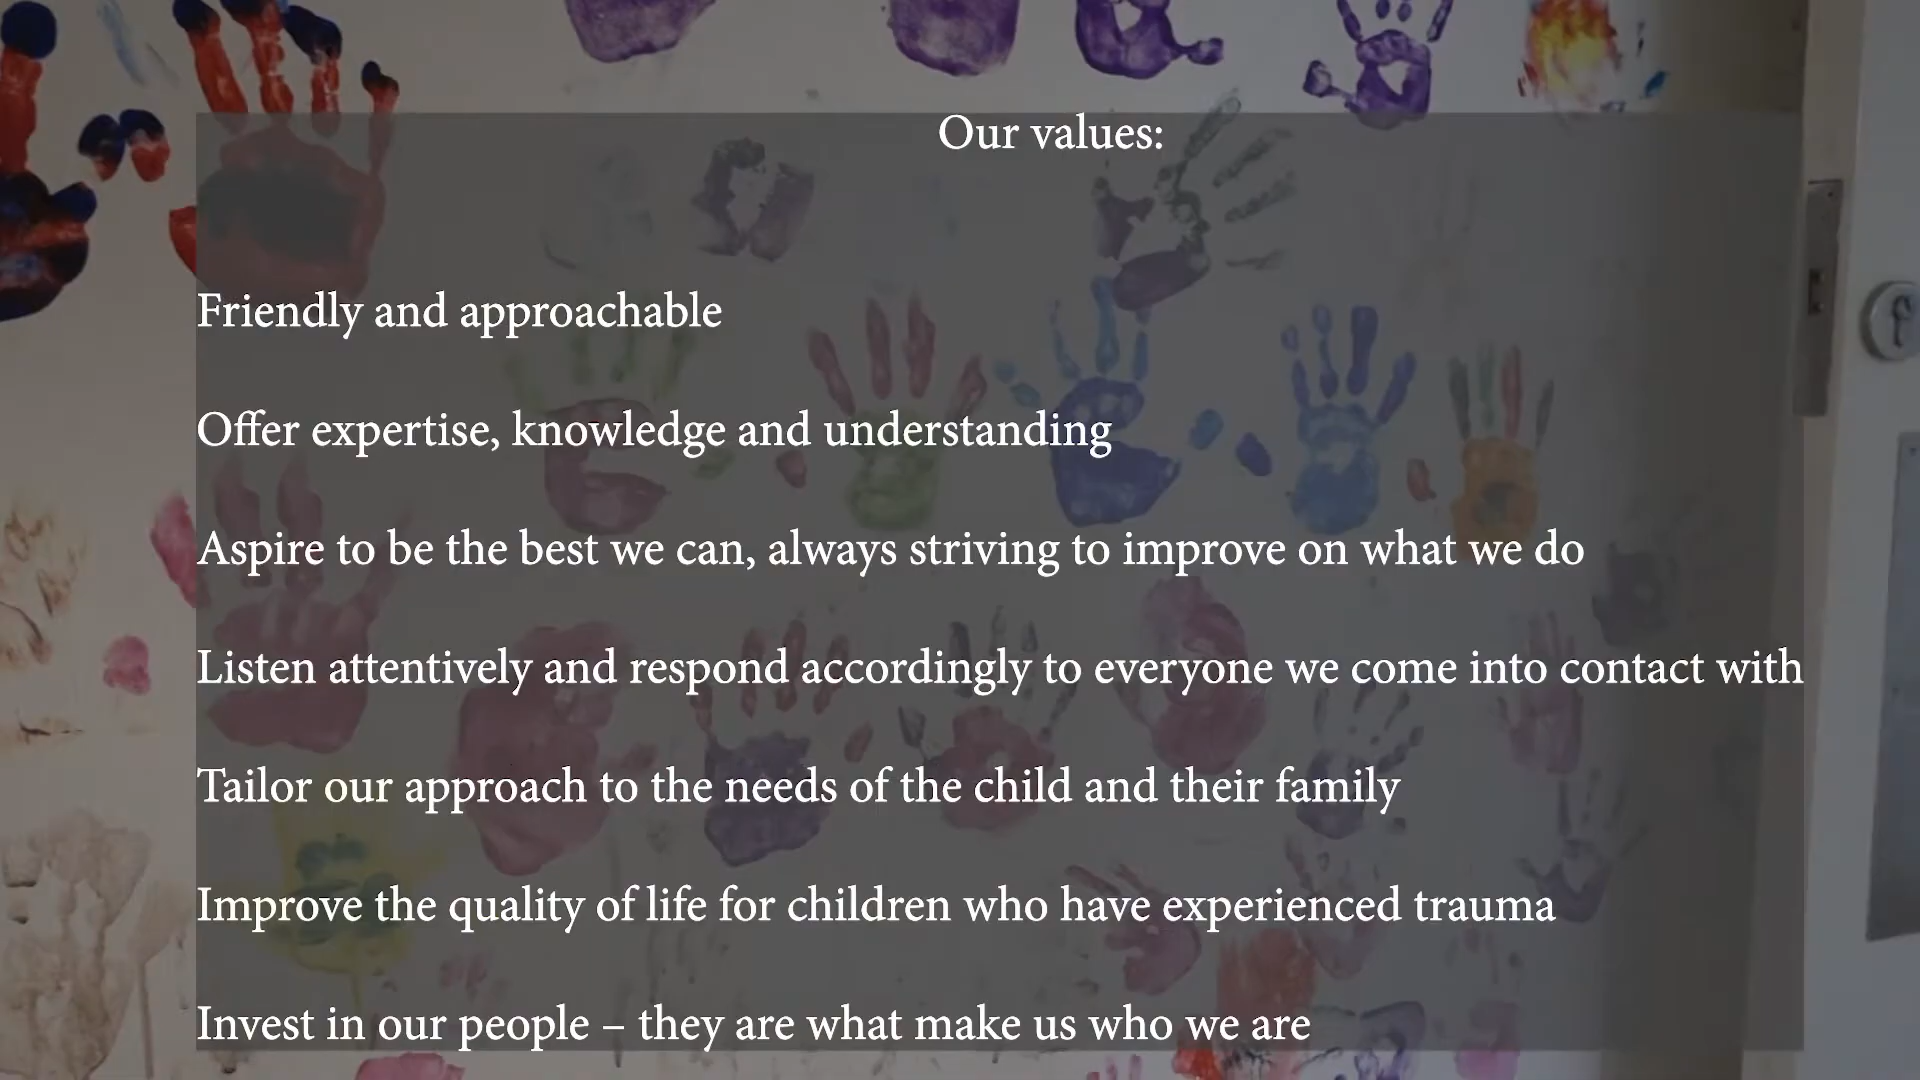 Our values:
Friendly and approachable
Offer expertise, knowledge and understanding
Aspire to be the best we can, always striving to improve on what we do
Listen attentively and respond accordingly to everyone we come into contact with
Tailor our approach to the needs of the child and their family
Improve the quality of life for children who have experienced trauma
Invest in our people – they are what make us who we are